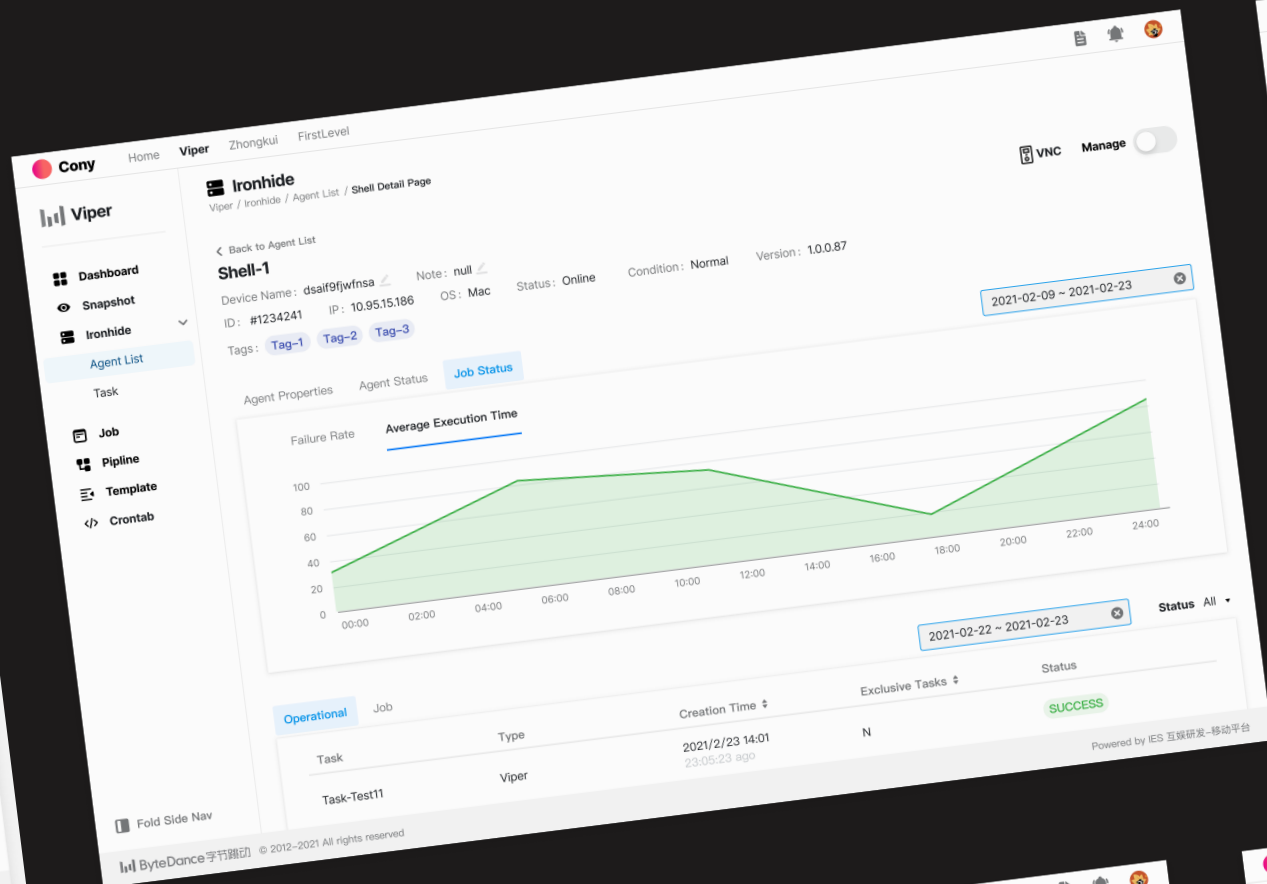 Cony
Home
Viper
Zhongkui
FirstLevel
Viper
Dashboard
Snapshot
Ironhide
Agent List
Task
Job
Pipline
Template
Crontab
Fold Side Nav
Ironhide
Viper / Ironhide / Agent List / Shell Detail Page
VNC
Manage
Back to Agent List
Shell-1
Device Name : dsaif9fjwfnsa
Note : null
ID : #1234241
IP : 10.95.15.186
OS : Mac
Status : Online
Condition : Normal
Version : 1.0.0.87
Tags : Tag-1 Tag-2 Tag-3
2021-02-09 ~ 2021-02-23
Agent Properties
Agent Status
Job Status
Failure Rate
Average Execution Time
100
80
60
40
20
0
00:00 02:00 04:00 06:00 08:00 10:00 12:00 14:00 16:00 18:00 20:00 22:00 24:00
2021-02-22 ~ 2021-02-23
Status All
Operational
Job
Task Type Creation Time Exclusive Tasks Status
Task-Test11 Viper 2021/2/23 14:01 N SUCCESS
23:05:23 ago
ByteDance字节跳动 © 2012-2021 All rights reserved
Powered by IES 互娱研发-移动平台